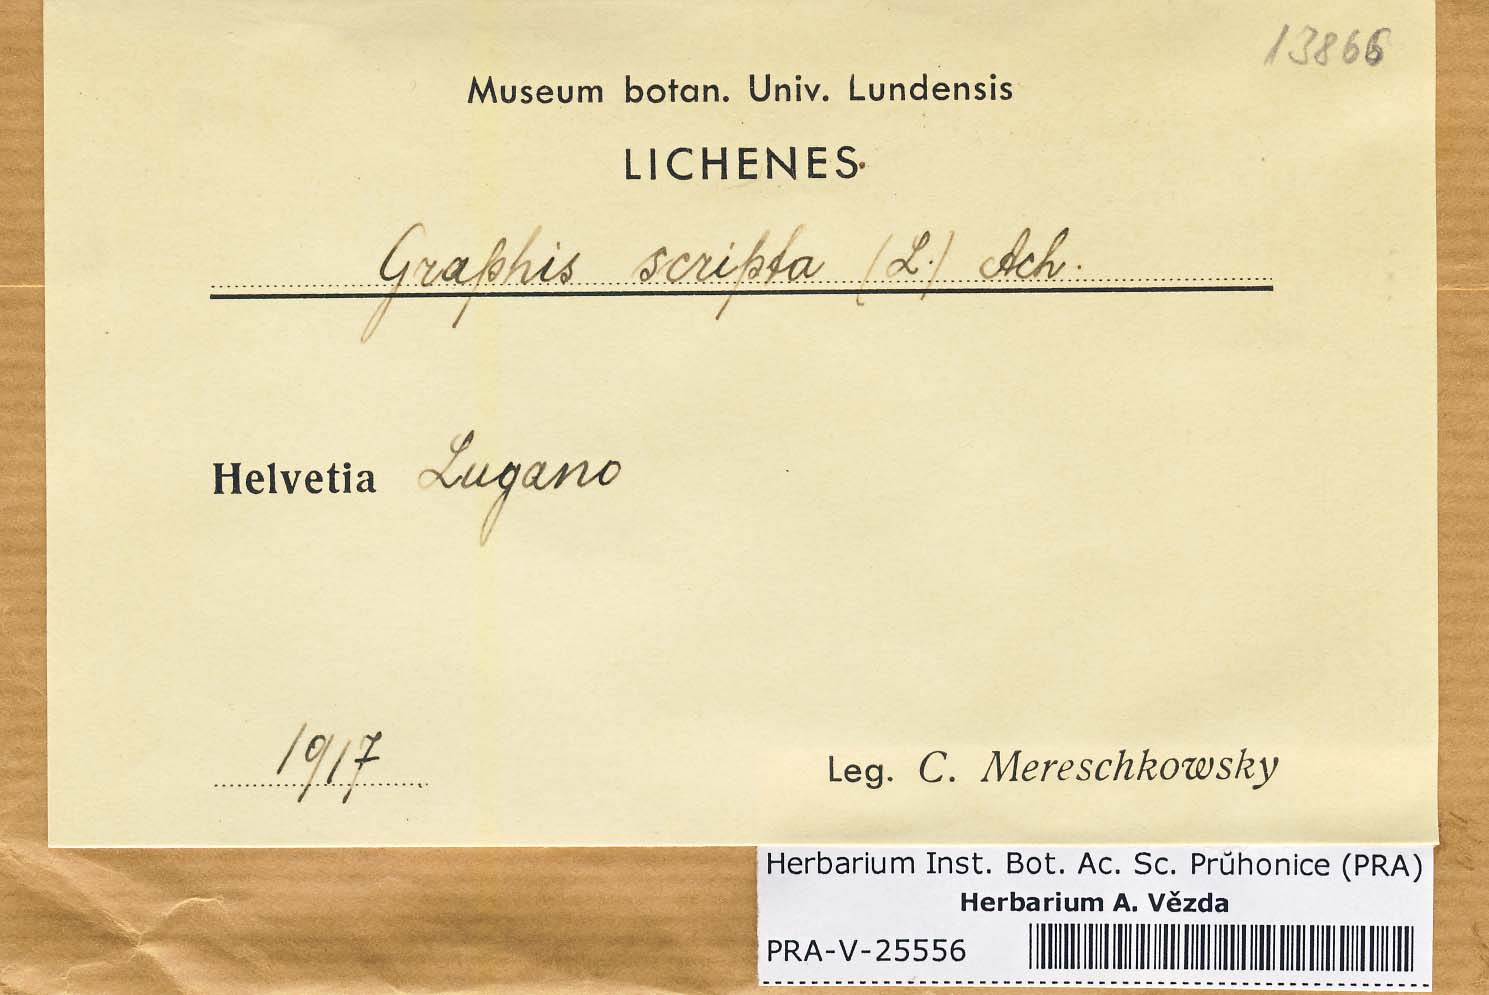 13866
Museum botan. Univ. Lundensis
LICHENES
Graphis scripta (L.) Ach.
Helvetia Lugano
1917
Leg. C. Mereschkowsky
Herbarium Inst. Bot. Ac. Sc. Prŭhonice (PRA)
Herbarium A. Vězda
PRA-V-25556